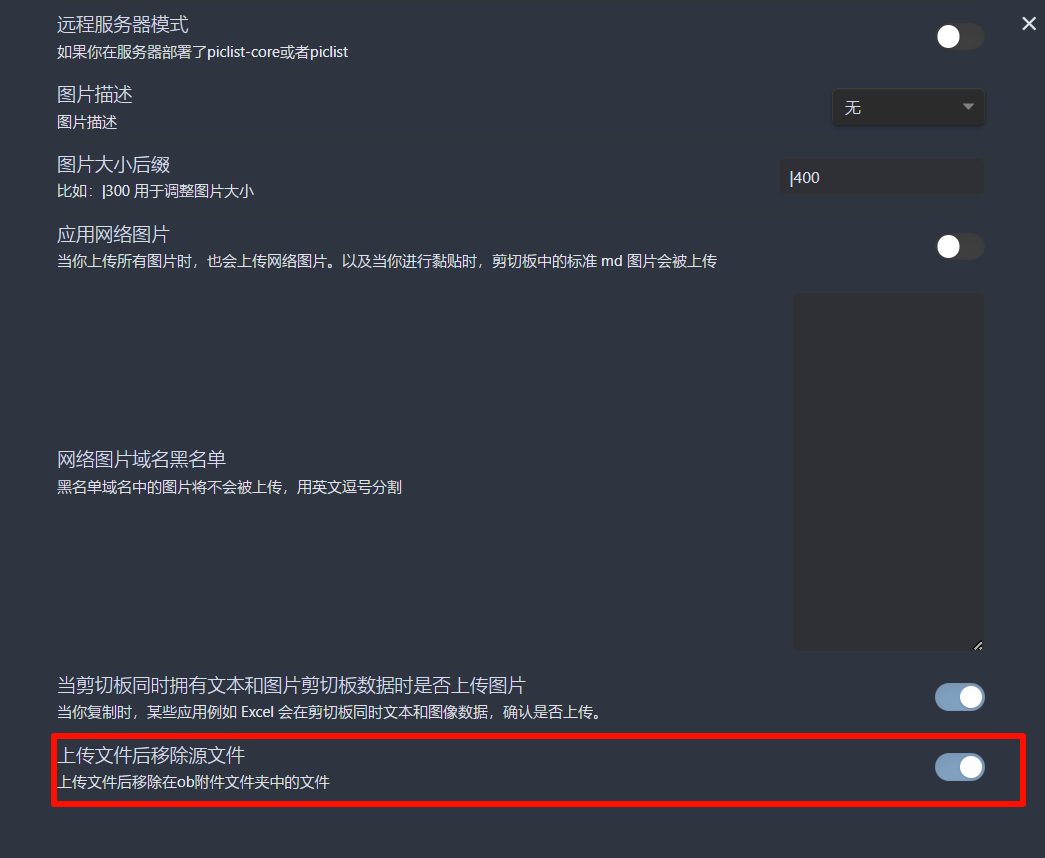 远程服务器模式
如果你在服务器部署了piclist-core或者piclist
图片描述
图片描述
无
图片大小后缀
比如：|300 用于调整图片大小
|400
应用网络图片
当你上传所有图片时，也会上传网络图片。以及当你进行黏贴时，剪切板中的标准 md 图片会被上传
网络图片域名黑名单
黑名单域名中的图片将不会被上传，用英文逗号分割
当剪切板同时拥有文本和图片剪切板数据时是否上传图片
当你复制时，某些应用例如 Excel 会在剪切板同时文本和图像数据，确认是否上传。
上传文件后移除源文件
上传文件后移除在ob附件文件夹中的文件